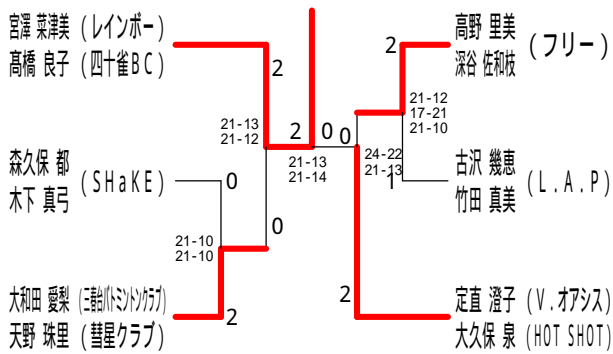 宮澤 菜津美 (レインボー)
髙橋 良子 (四十雀BC)
高野 里美 (フリー)
深谷 佐和枝
2
2
21-13
21-12
21-12
17-21
21-10
2 0 0
21-13
21-14
24-22
21-13
森久保 都 (SHaKE)
木下 真弓
0
1
古沢 幾恵 (L.A.P)
竹田 真美
0
21-10
21-10
大和田 愛梨 (三春台バトミントンクラブ)
天野 珠里 (彗星クラブ)
2
2
定直 澄子 (V.オアシス)
大久保 泉 (HOT SHOT)